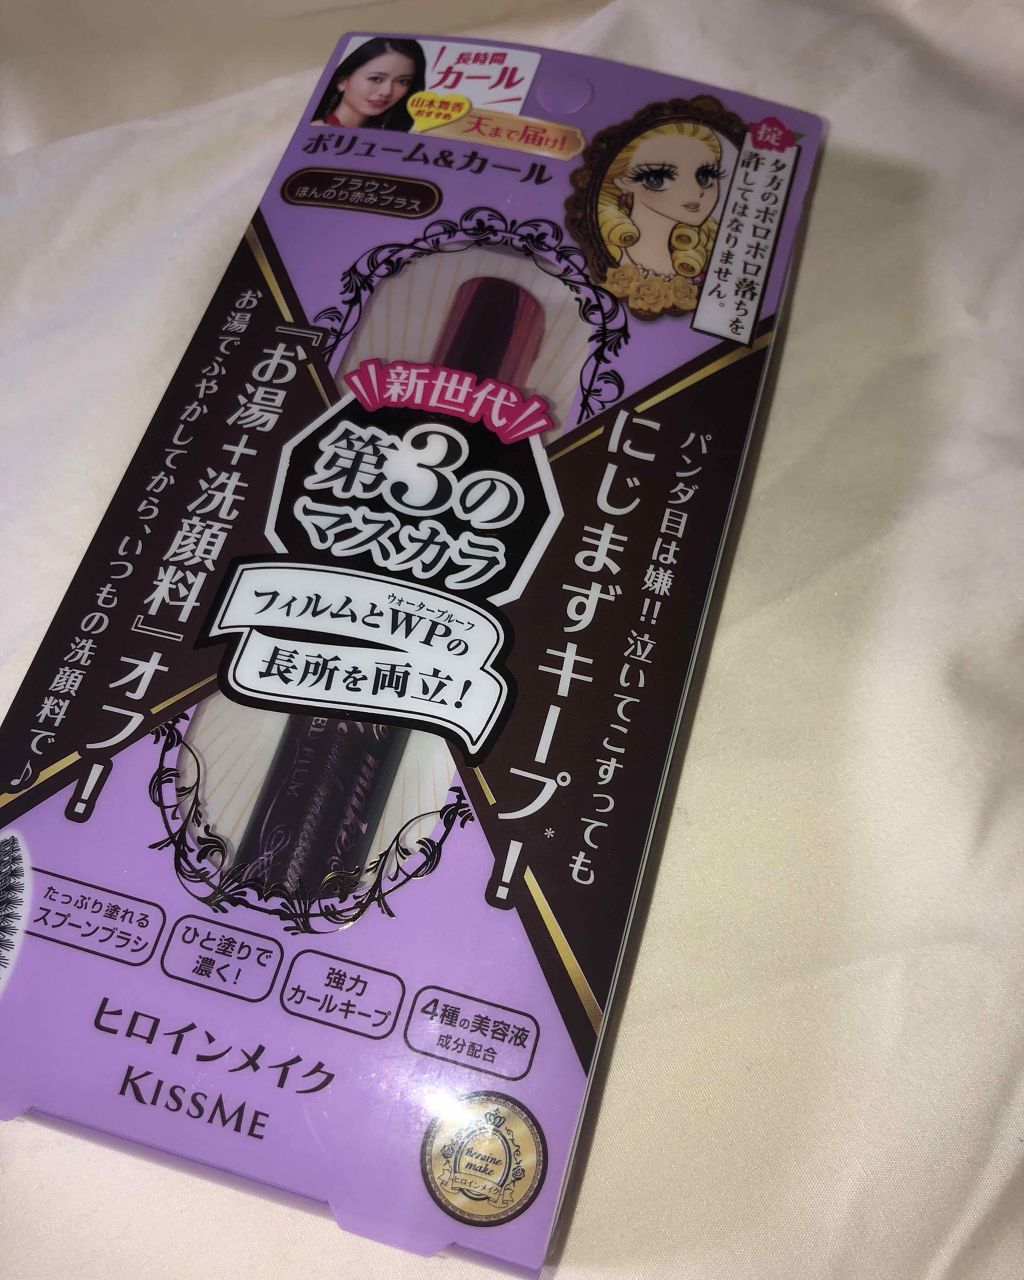 長時間
カール
山本舞香
おすすめ
天まで届け!
ボリューム&カール
ブラウン
ほんのり赤みプラス
掟
夕方のボロボロ落ちを
許してはなりません。
パンダ目は嫌!!泣いてこすっても
にじまずキープ*!
新世代
第3の
マスカラ
ウォータープルーフ
フィルムとWPの
長所を両立!
『お湯+洗顔料』オフ!
お湯でふやかしてから、いつもの洗顔料で♪
たっぷり塗れる
スプーンブラシ
ひと塗りで
濃く!
強力
カールキープ
4種の美容液
成分配合
ヒロインメイク
KISSME
heroine
make
ヒロインメイク